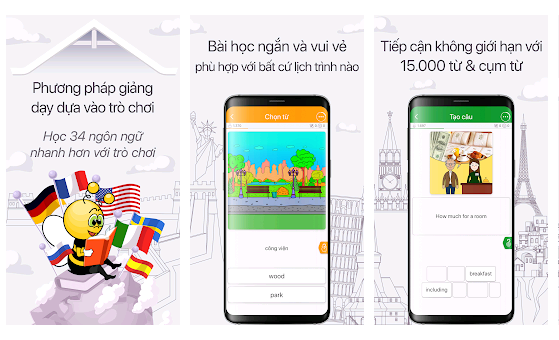 Phương pháp giảng
dạy dựa vào trò chơi
Học 34 ngôn ngữ
nhanh hơn với trò chơi
Bài học ngắn và vui vẻ
phù hợp với bất cứ lịch trình nào
Chọn từ
công viên
wood
park
Tiếp cận không giới hạn với
15.000 từ & cụm từ
Tạo câu
How much for a room
breakfast
including